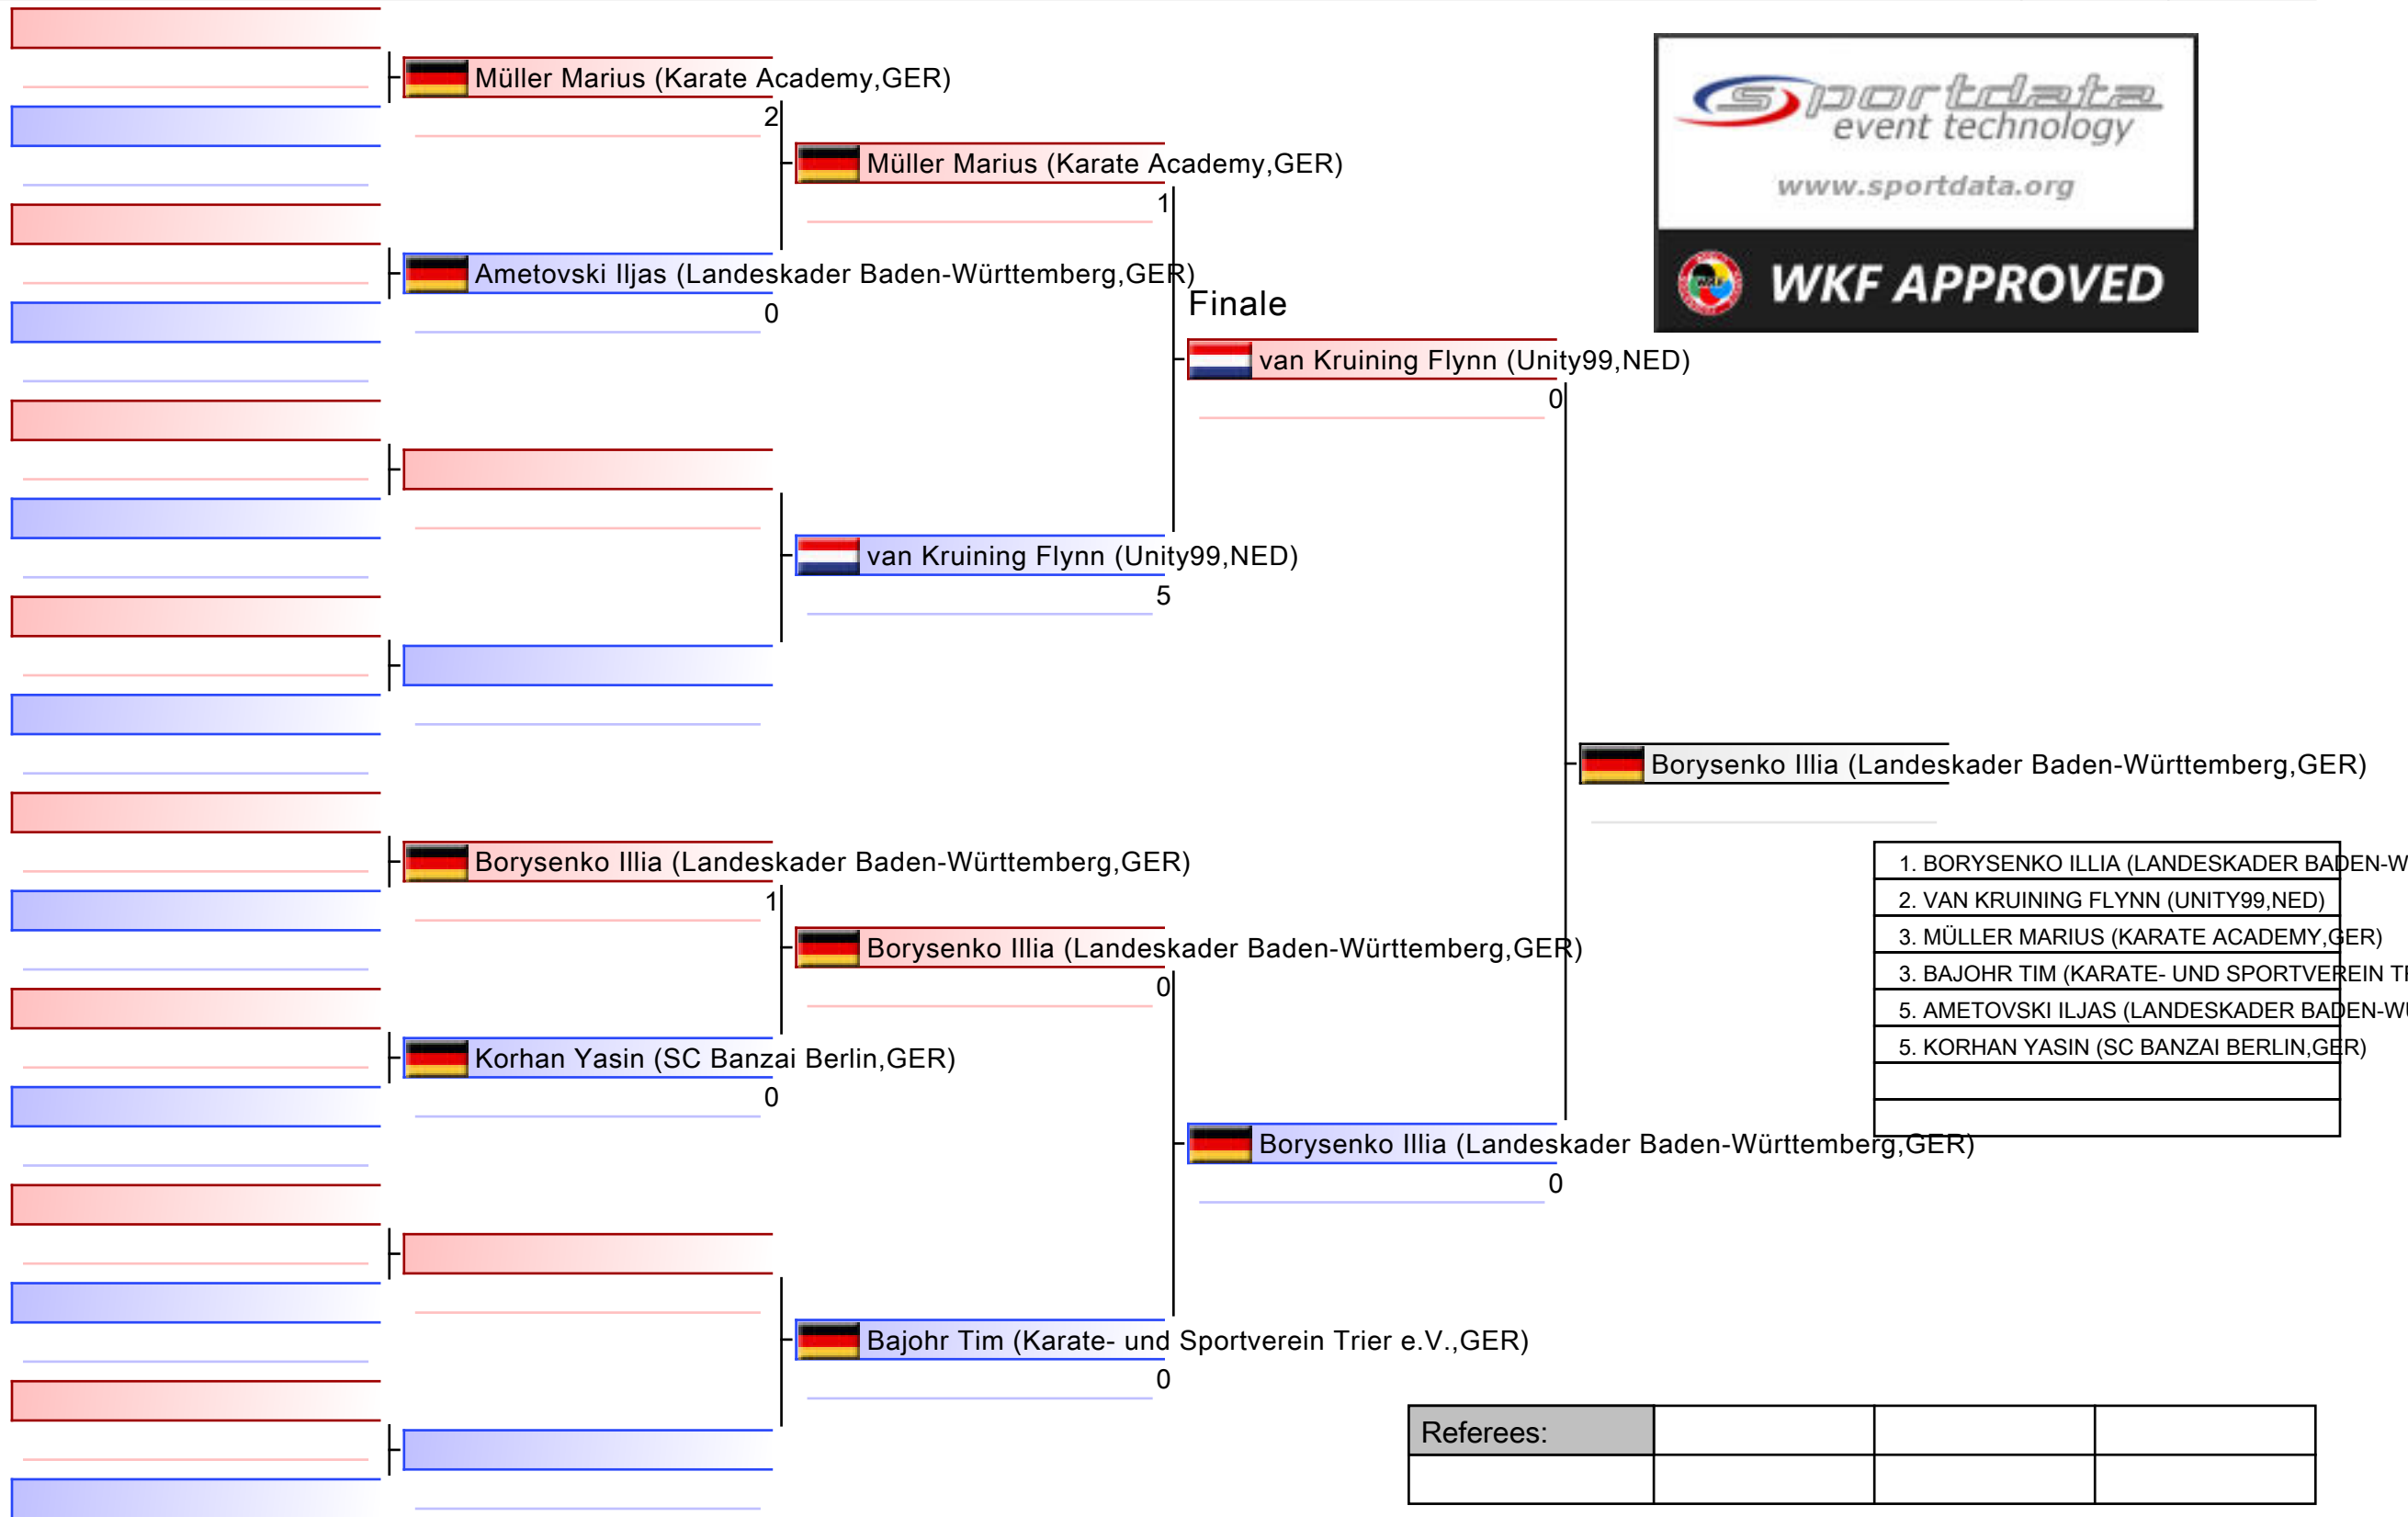 Müller Marius (Karate Academy,GER)
2
Ametovski Iljas (Landeskader Baden-Württemberg,GER)
0
Müller Marius (Karate Academy,GER)
1
van Kruining Flynn (Unity99,NED)
5
Borysenko Illia (Landeskader Baden-Württemberg,GER)
1
Korhan Yasin (SC Banzai Berlin,GER)
0
Borysenko Illia (Landeskader Baden-Württemberg,GER)
0
Bajohr Tim (Karate- und Sportverein Trier e.V.,GER)
0
Finale
van Kruining Flynn (Unity99,NED)
0
Borysenko Illia (Landeskader Baden-Württemberg,GER)
0
Borysenko Illia (Landeskader Baden-Württemberg,GER)
sportdata
event technology
www.sportdata.org
WKF APPROVED
1. BORYSENKO ILLIA (LANDESKADER BADEN-W
2. VAN KRUINING FLYNN (UNITY99,NED)
3. MÜLLER MARIUS (KARATE ACADEMY,GER)
3. BAJOHR TIM (KARATE- UND SPORTVEREIN T
5. AMETOVSKI ILJAS (LANDESKADER BADEN-W
5. KORHAN YASIN (SC BANZAI BERLIN,GER)
Referees: